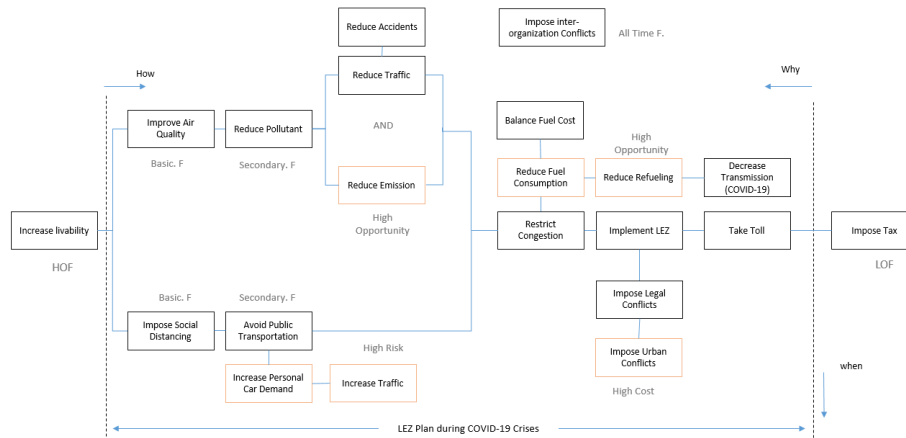 Reduce Accidents
Impose inter-
organization Conflicts
All Time F.
How
Reduce Traffic
Why
Improve Air
Quality
Reduce Pollutant
AND
Balance Fuel Cost
High
Opportunity
Basic. F
Secondary. F
Reduce Emission
Reduce Fuel
Consumption
Reduce Refueling
Decrease
Transmission
(COVID-19)
High
Opportunity
Increase livability
Restrict
Congestion
Implement LEZ
Take Toll
Impose Tax
HOF
LOF
Basic. F
Secondary. F
Impose Legal
Conflicts
Impose Social
Distancing
Avoid Public
Transportation
High Risk
Impose Urban
Conflicts
when
Increase Personal
Car Demand
Increase Traffic
High Cost
LEZ Plan during COVID-19 Crises